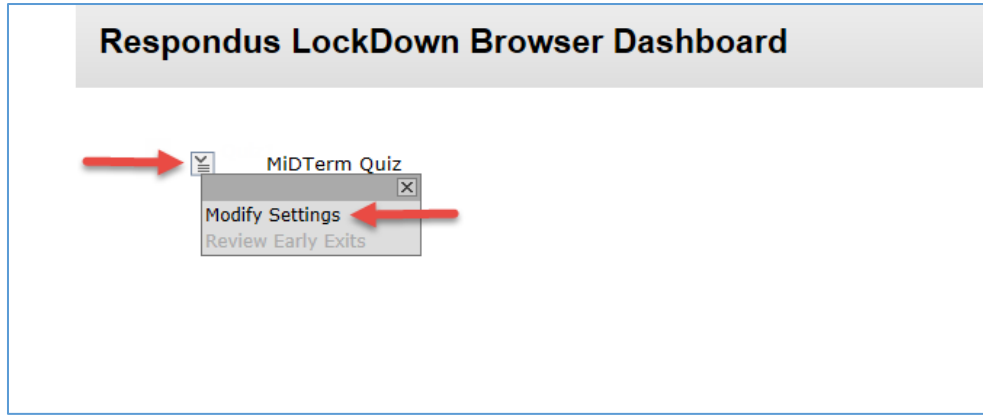 Respondus LockDown Browser Dashboard
MiDTerm Quiz
Modify Settings
Review Early Exits